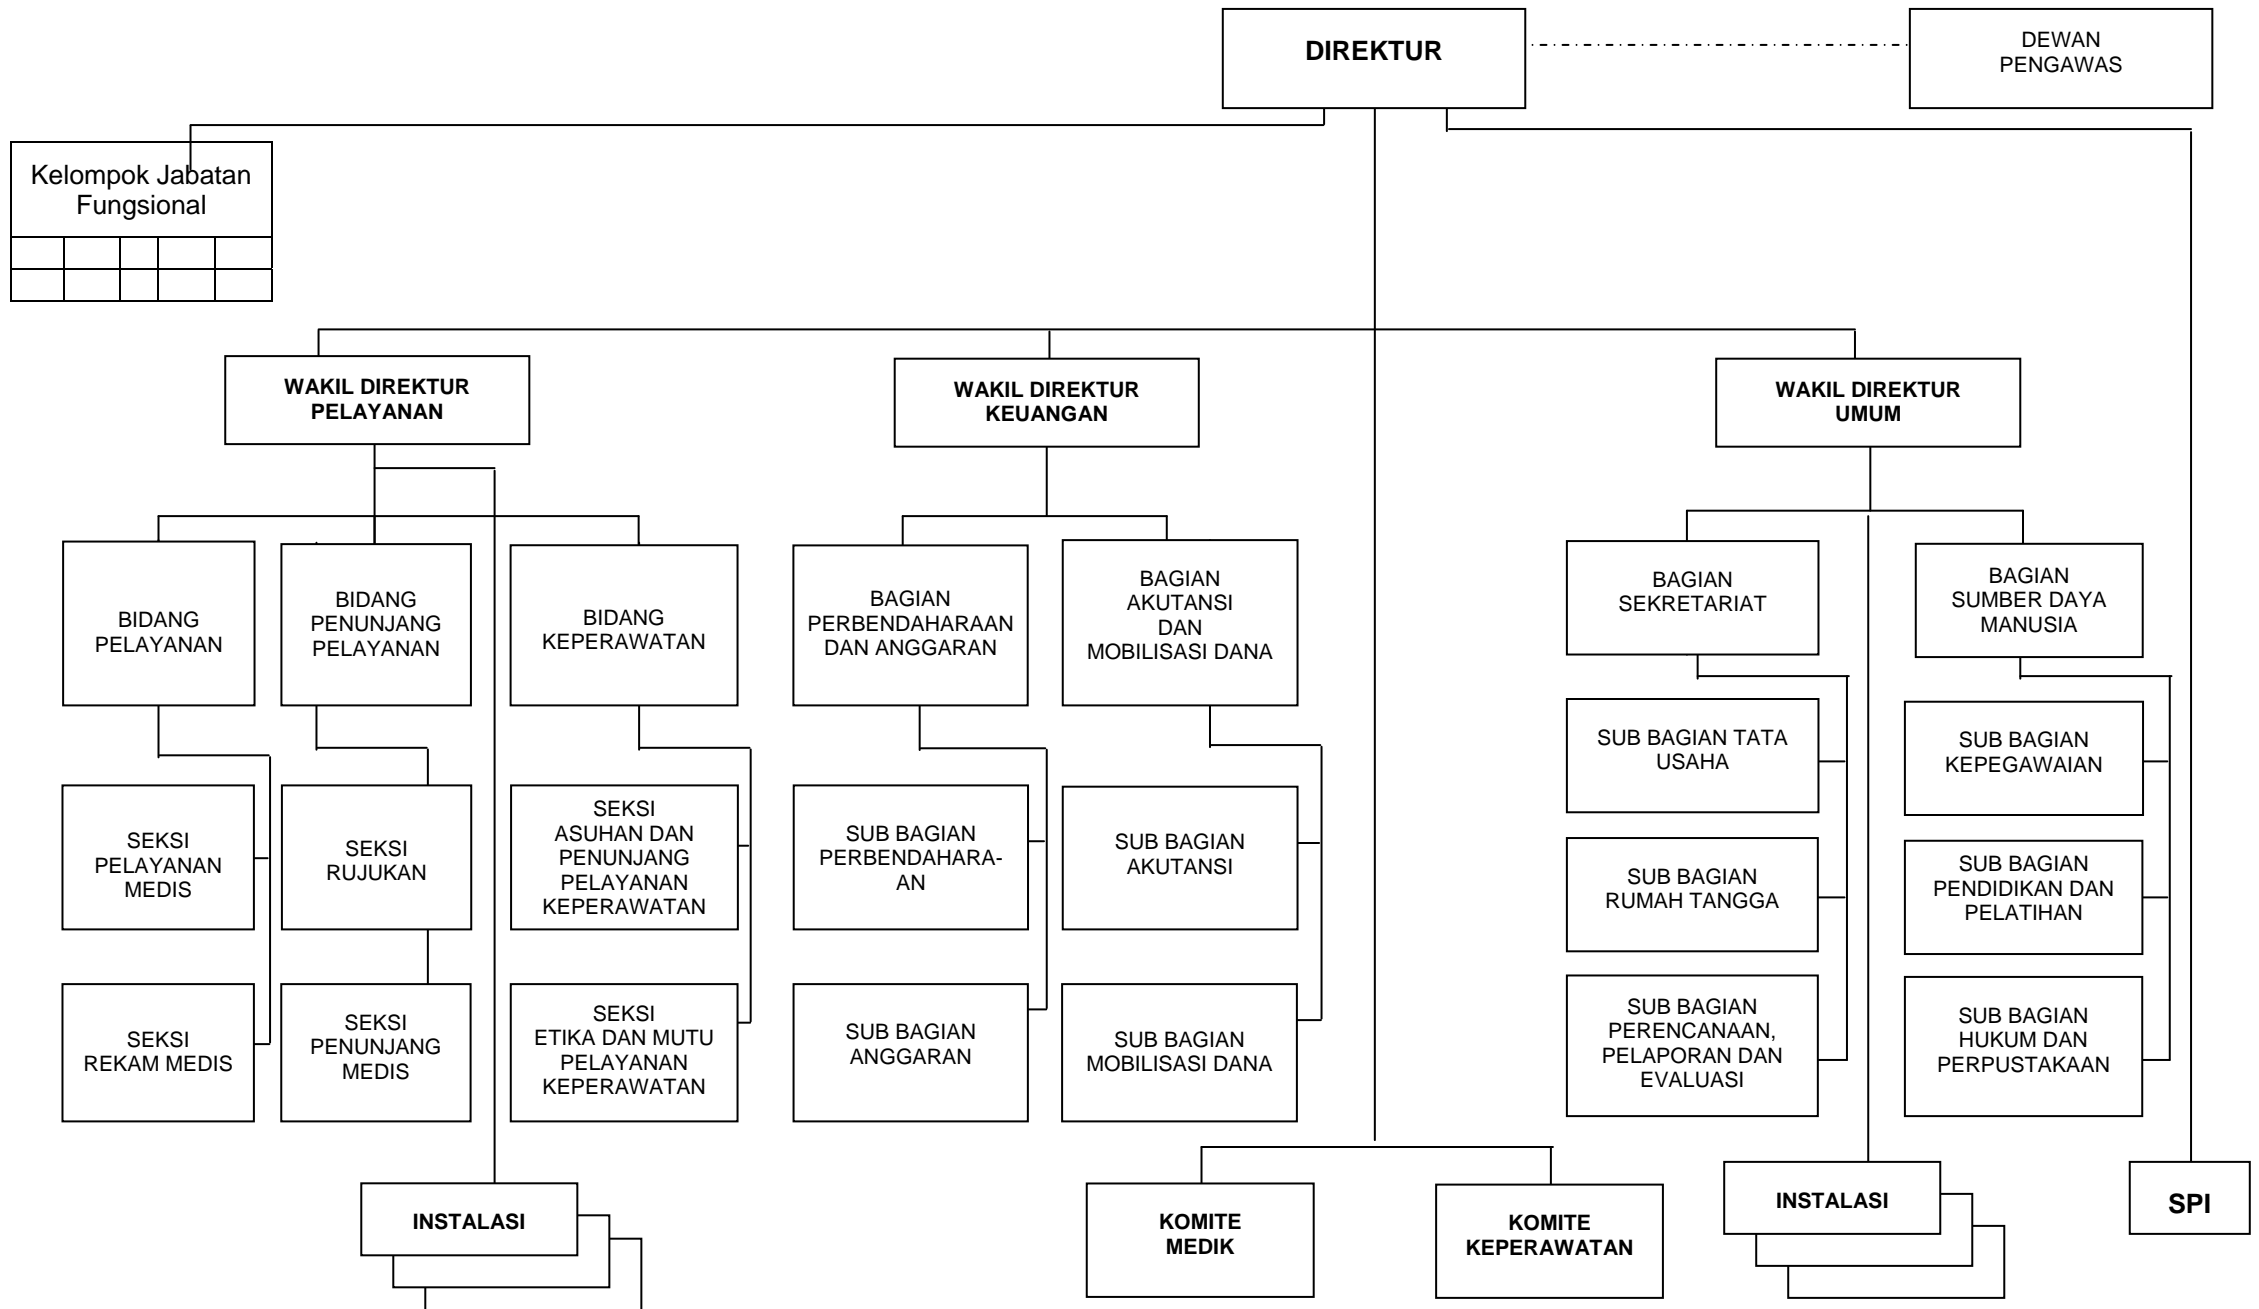 DIREKTUR
DEWAN
PENGAWAS
Kelompok Jabatan
Fungsional
WAKIL DIREKTUR
PELAYANAN
WAKIL DIREKTUR
KEUANGAN
WAKIL DIREKTUR
UMUM
BIDANG
PELAYANAN
BIDANG
PENUNJANG
PELAYANAN
BIDANG
KEPERAWATAN
BAGIAN
PERBENDAHARAAN
DAN ANGGARAN
BAGIAN
AKUTANSI
DAN
MOBILISASI DANA
BAGIAN
SEKRETARIAT
BAGIAN
SUMBER DAYA
MANUSIA
SUB BAGIAN TATA
USAHA
SUB BAGIAN
KEPEGAWAIAN
SEKSI
PELAYANAN
MEDIS
SEKSI
RUJUKAN
SEKSI
ASUHAN DAN
PENUNJANG
PELAYANAN
KEPERAWATAN
SUB BAGIAN
PERBENDAHARA-
AN
SUB BAGIAN
AKUTANSI
SUB BAGIAN
RUMAH TANGGA
SUB BAGIAN
PENDIDIKAN DAN
PELATIHAN
SEKSI
REKAM MEDIS
SEKSI
PENUNJANG
MEDIS
SEKSI
ETIKA DAN MUTU
PELAYANAN
KEPERAWATAN
SUB BAGIAN
ANGGARAN
SUB BAGIAN
MOBILISASI DANA
SUB BAGIAN
PERENCANAAN,
PELAPORAN DAN
EVALUASI
SUB BAGIAN
HUKUM DAN
PERPUSTAKAAN
INSTALASI
KOMITE
MEDIK
KOMITE
KEPERAWATAN
INSTALASI
SPI